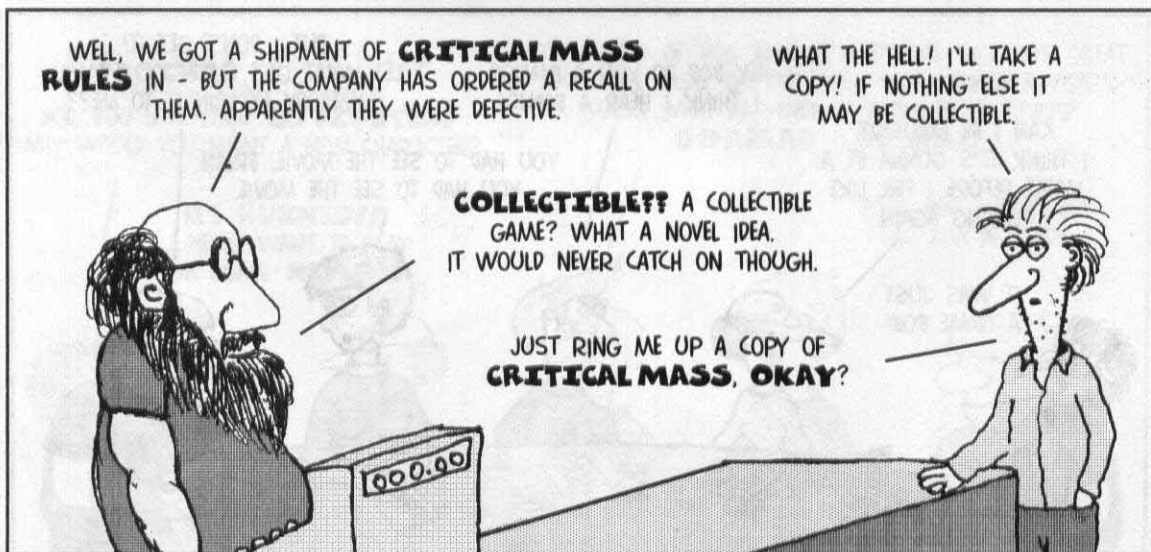 WELL, WE GOT A SHIPMENT OF CRITICAL MASS
RULES IN - BUT THE COMPANY HAS ORDERED A RECALL ON
THEM. APPARENTLY THEY WERE DEFECTIVE.
WHAT THE HELL! I'LL TAKE A
COPY! IF NOTHING ELSE IT
MAY BE COLLECTIBLE.
COLLECTIBLE?? A COLLECTIBLE
GAME? WHAT A NOVEL IDEA.
IT WOULD NEVER CATCH ON THOUGH.
JUST RING ME UP A COPY OF
CRITICAL MASS, OKAY?
000.00